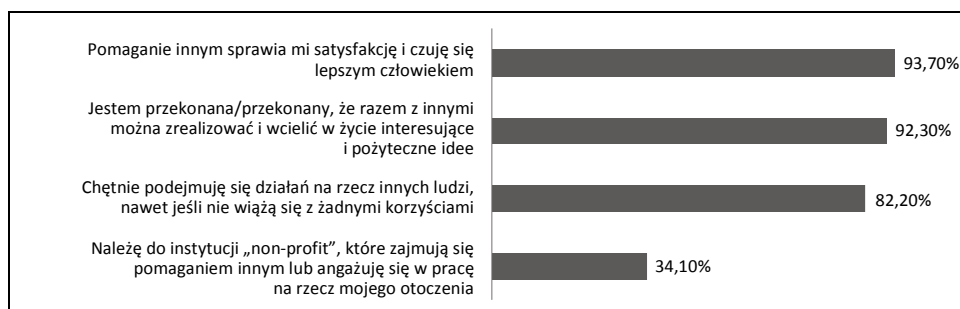 Pomaganie innym sprawia mi satysfakcję i czuję się
lepszym człowiekiem
93,70%
Jestem przekonana/przekonany, że razem z innymi
można zrealizować i wcielić w życie interesujące
i pożyteczne idee
92,30%
Chętnie podejmuję się działań na rzecz innych ludzi,
nawet jeśli nie wiążą się z żadnymi korzyściami
82,20%
Należę do instytucji „non-profit”, które zajmują się
pomaganiem innym lub angażuję się w pracę
na rzecz mojego otoczenia
34,10%